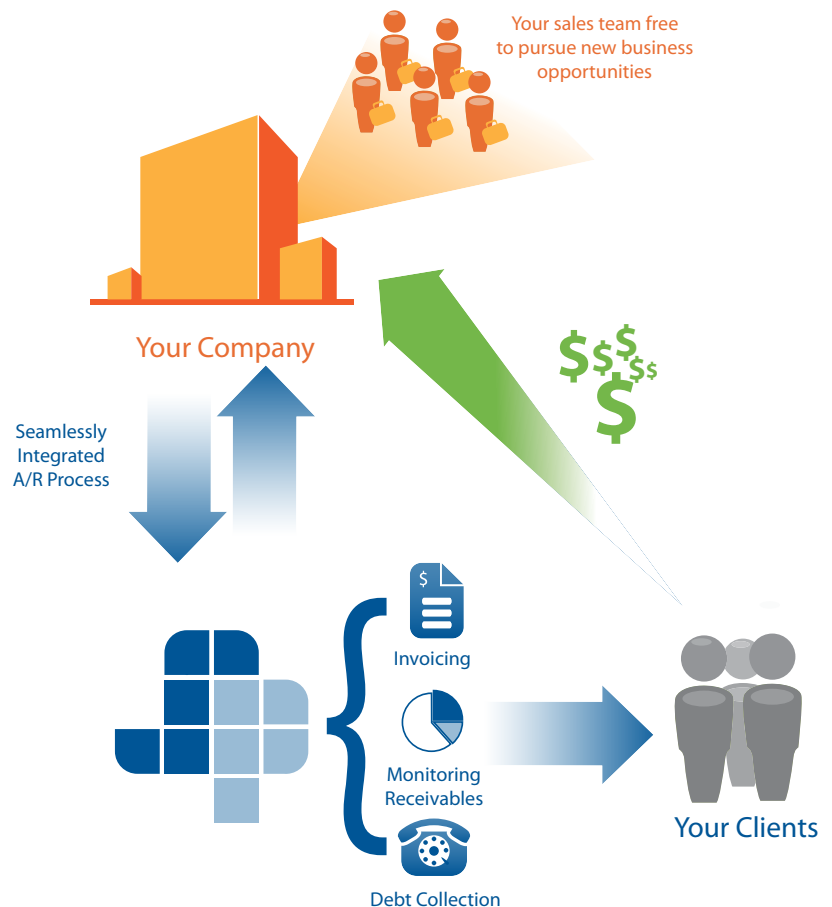 Your sales team free
to pursue new business
opportunities
Your Company
$
$
$
$
$
$
Seamlessly
Integrated
A/R Process
$
Invoicing
Monitoring
Receivables
Debt Collection
Your Clients